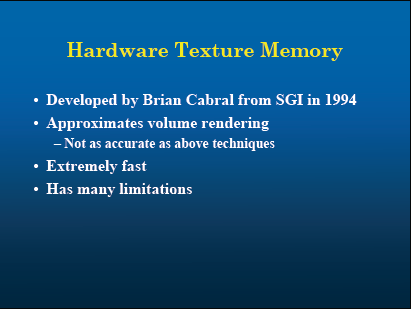 Hardware Texture Memory
• Developed by Brian Cabral from SGI in 1994
• Approximates volume rendering
– Not as accurate as above techniques
• Extremely fast
• Has many limitations